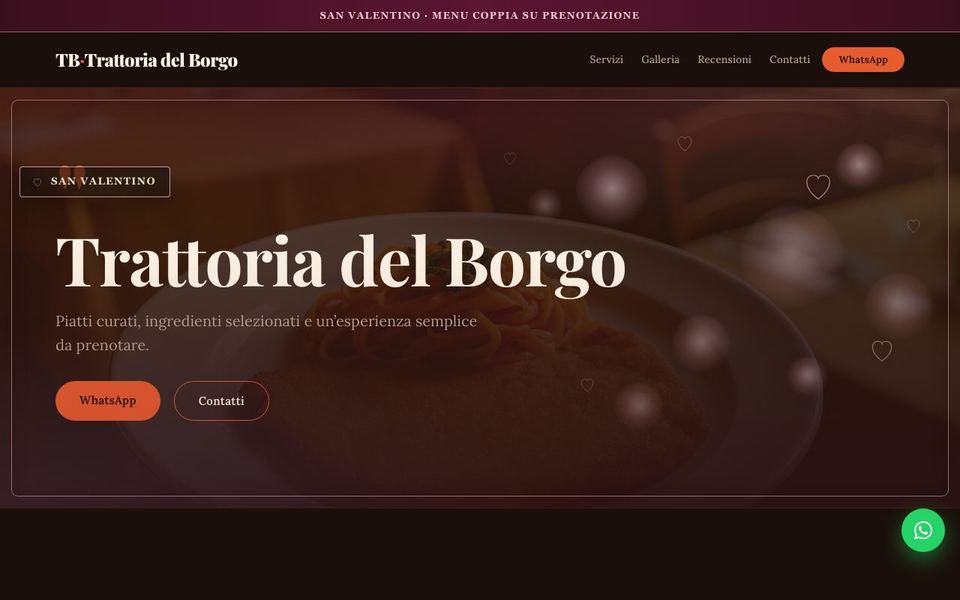 SAN VALENTINO · MENU COPPIA SU PRENOTAZIONE
TB·Trattoria del Borgo
Servizi
Galleria
Recensioni
Contatti
WhatsApp
SAN VALENTINO
Trattoria del Borgo
Piatti curati, ingredienti selezionati e un'esperienza semplice
da prenotare.
WhatsApp
Contatti